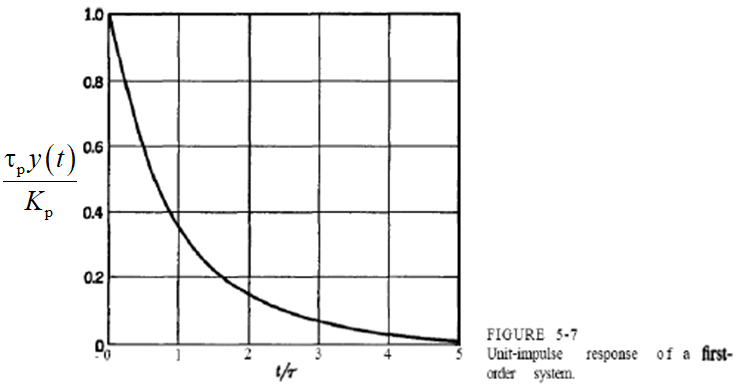 1.0
0.8
τₚy(t)
Kₚ
0.6
0.4
0.2
0
0 1 2 3 4 5
t/τ
FIGURE 5-7
Unit-impulse response of a first-
order system.